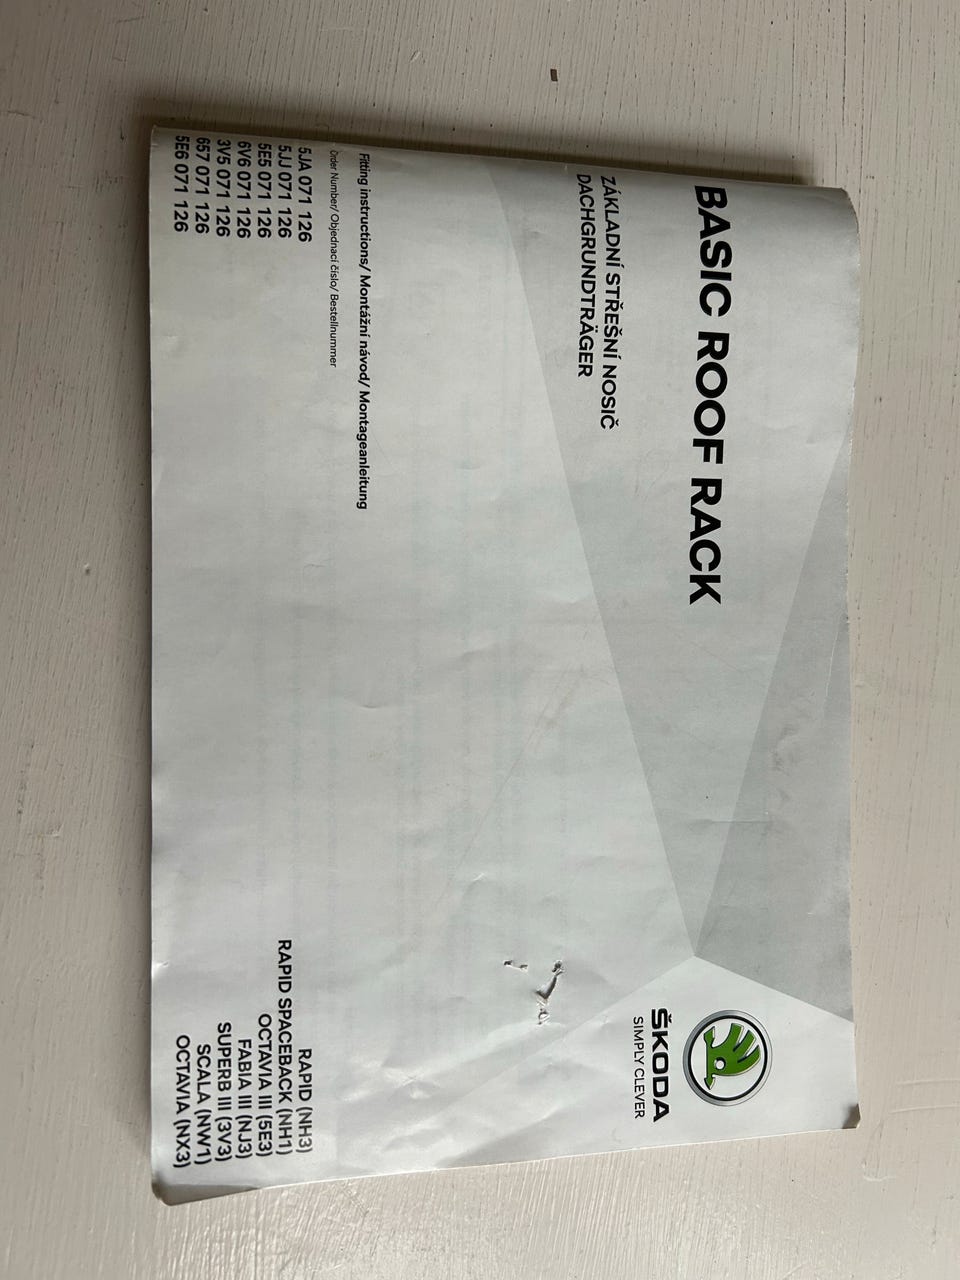 BASIC ROOF RACK
ZÁKLADNÍ STŘEŠNÍ NOSIČ
DACHGRUNDTRÄGER
ŠKODA
SIMPLY CLEVER
Fitting instructions/ Montážní návod/ Montageanleitung
Order Number/ Objednací číslo/ Bestellnummer
5JA 071 126
5JJ 071 126
5E5 071 126
6V6 071 126
3V5 071 126
657 071 126
5E6 071 126
RAPID (NH3)
RAPID SPACEBACK (NH1)
OCTAVIA III (5E3)
FABIA III (NJ3)
SUPERB III (3V3)
SCALA (NW1)
OCTAVIA (NX3)